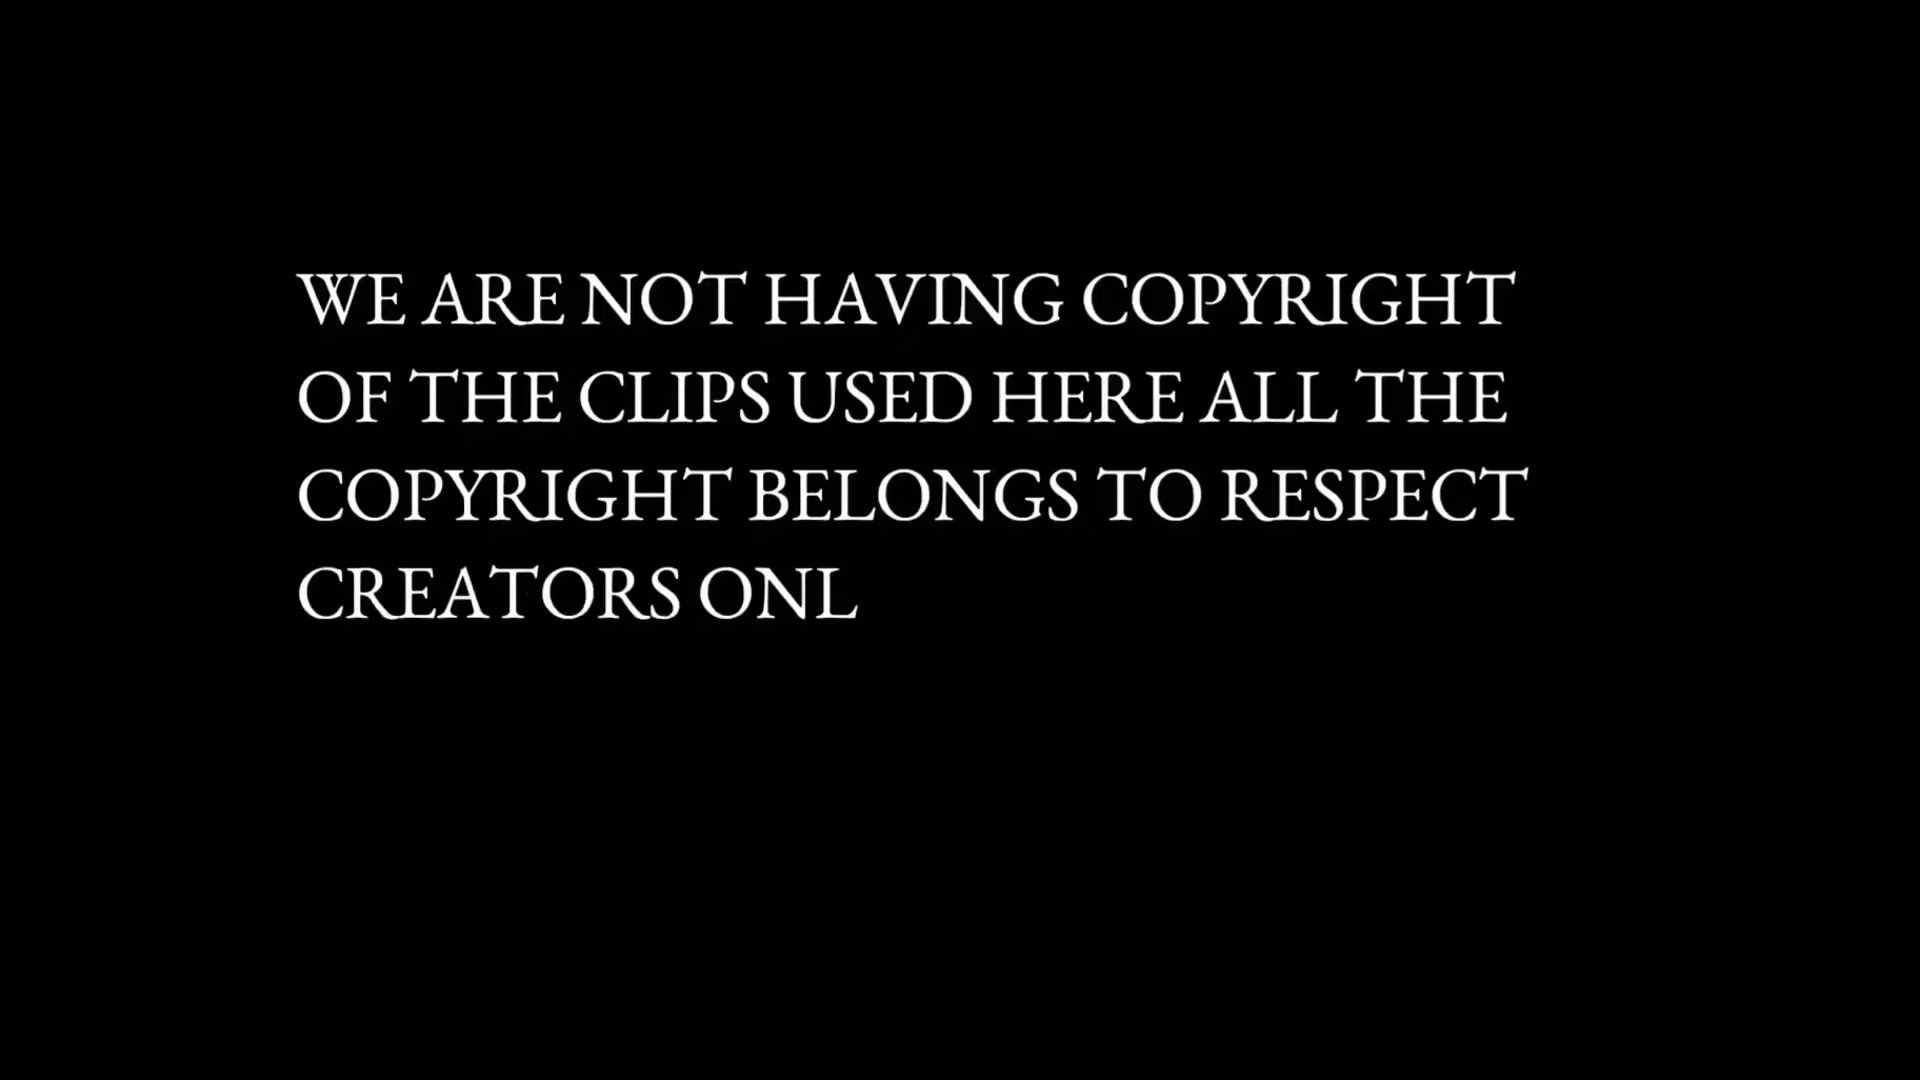 WE ARE NOT HAVING COPYRIGHT
OF THE CLIPS USED HERE ALL THE
COPYRIGHT BELONGS TO RESPECT
CREATORS ONL